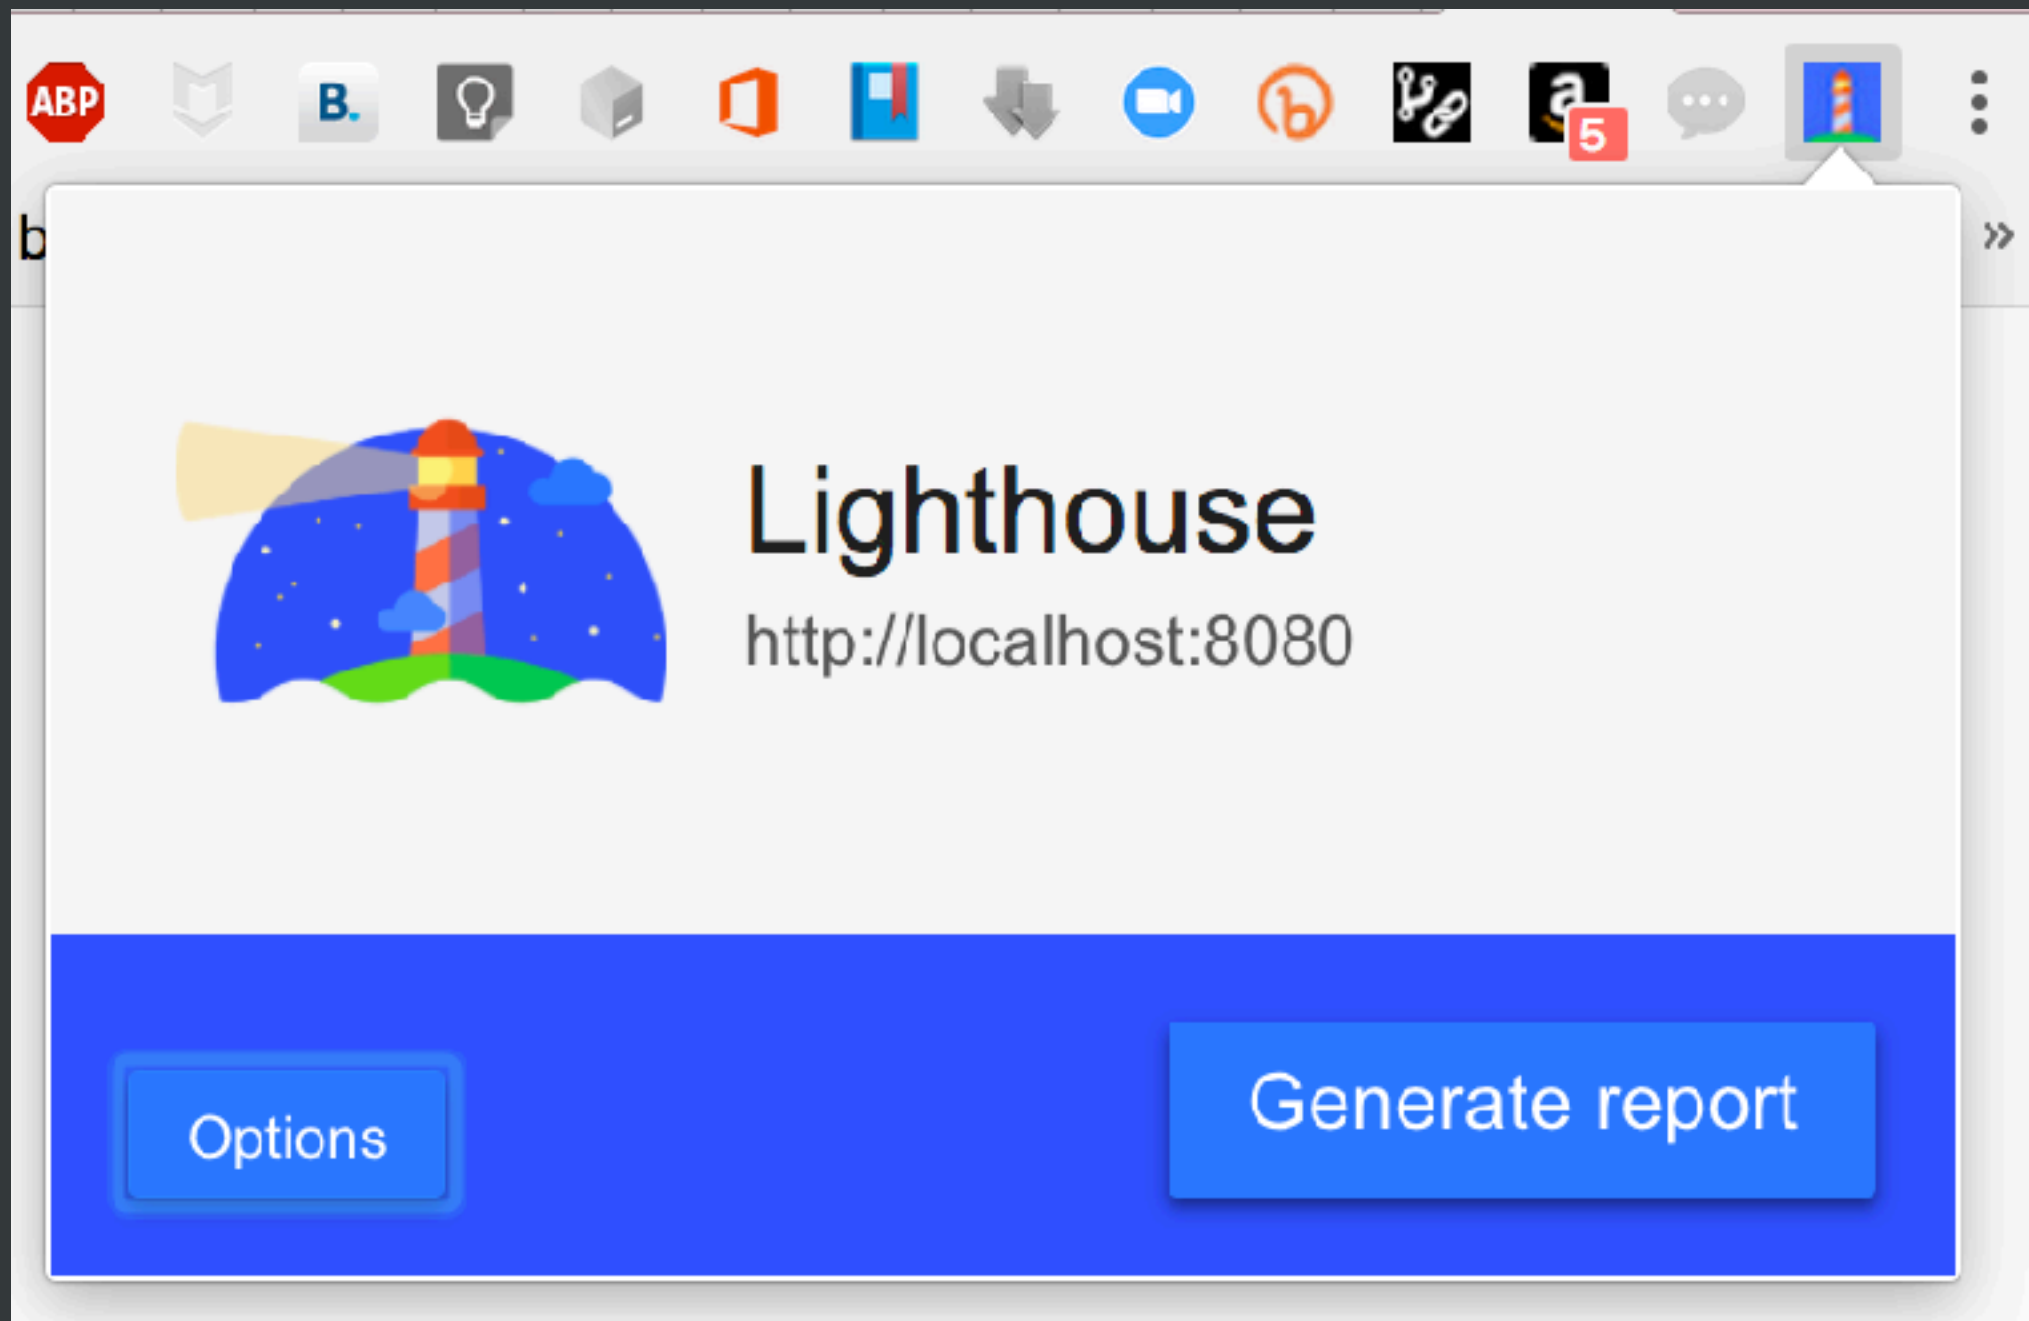 ABP B. a 5
b »
Lighthouse
http://localhost:8080
Options Generate report